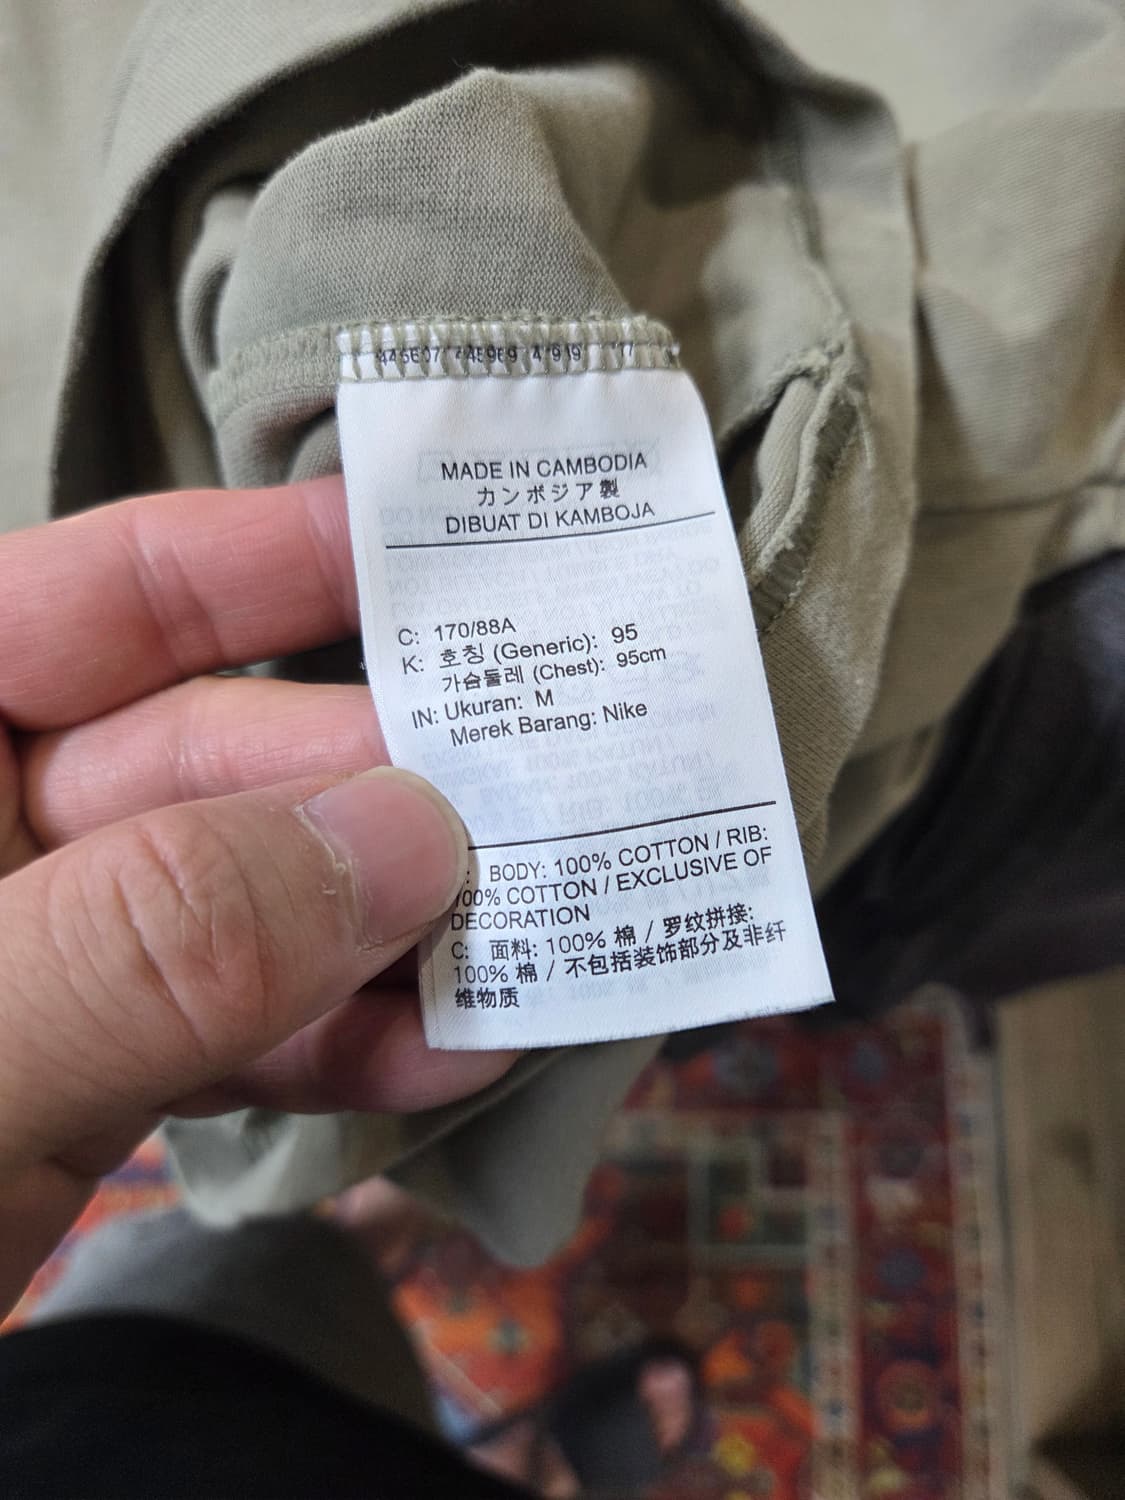 MADE IN CAMBODIA
カンボジア製
DIBUAT DI KAMBOJA
C: 170/88A
K: 호칭 (Generic): 95
가슴둘레 (Chest): 95cm
IN: Ukuran: M
Merek Barang: Nike
BODY: 100% COTTON / RIB:
100% COTTON / EXCLUSIVE OF
DECORATION
C: 面料: 100% 棉 / 罗纹拼接:
100% 棉 / 不包括装饰部分及非纤
维物质